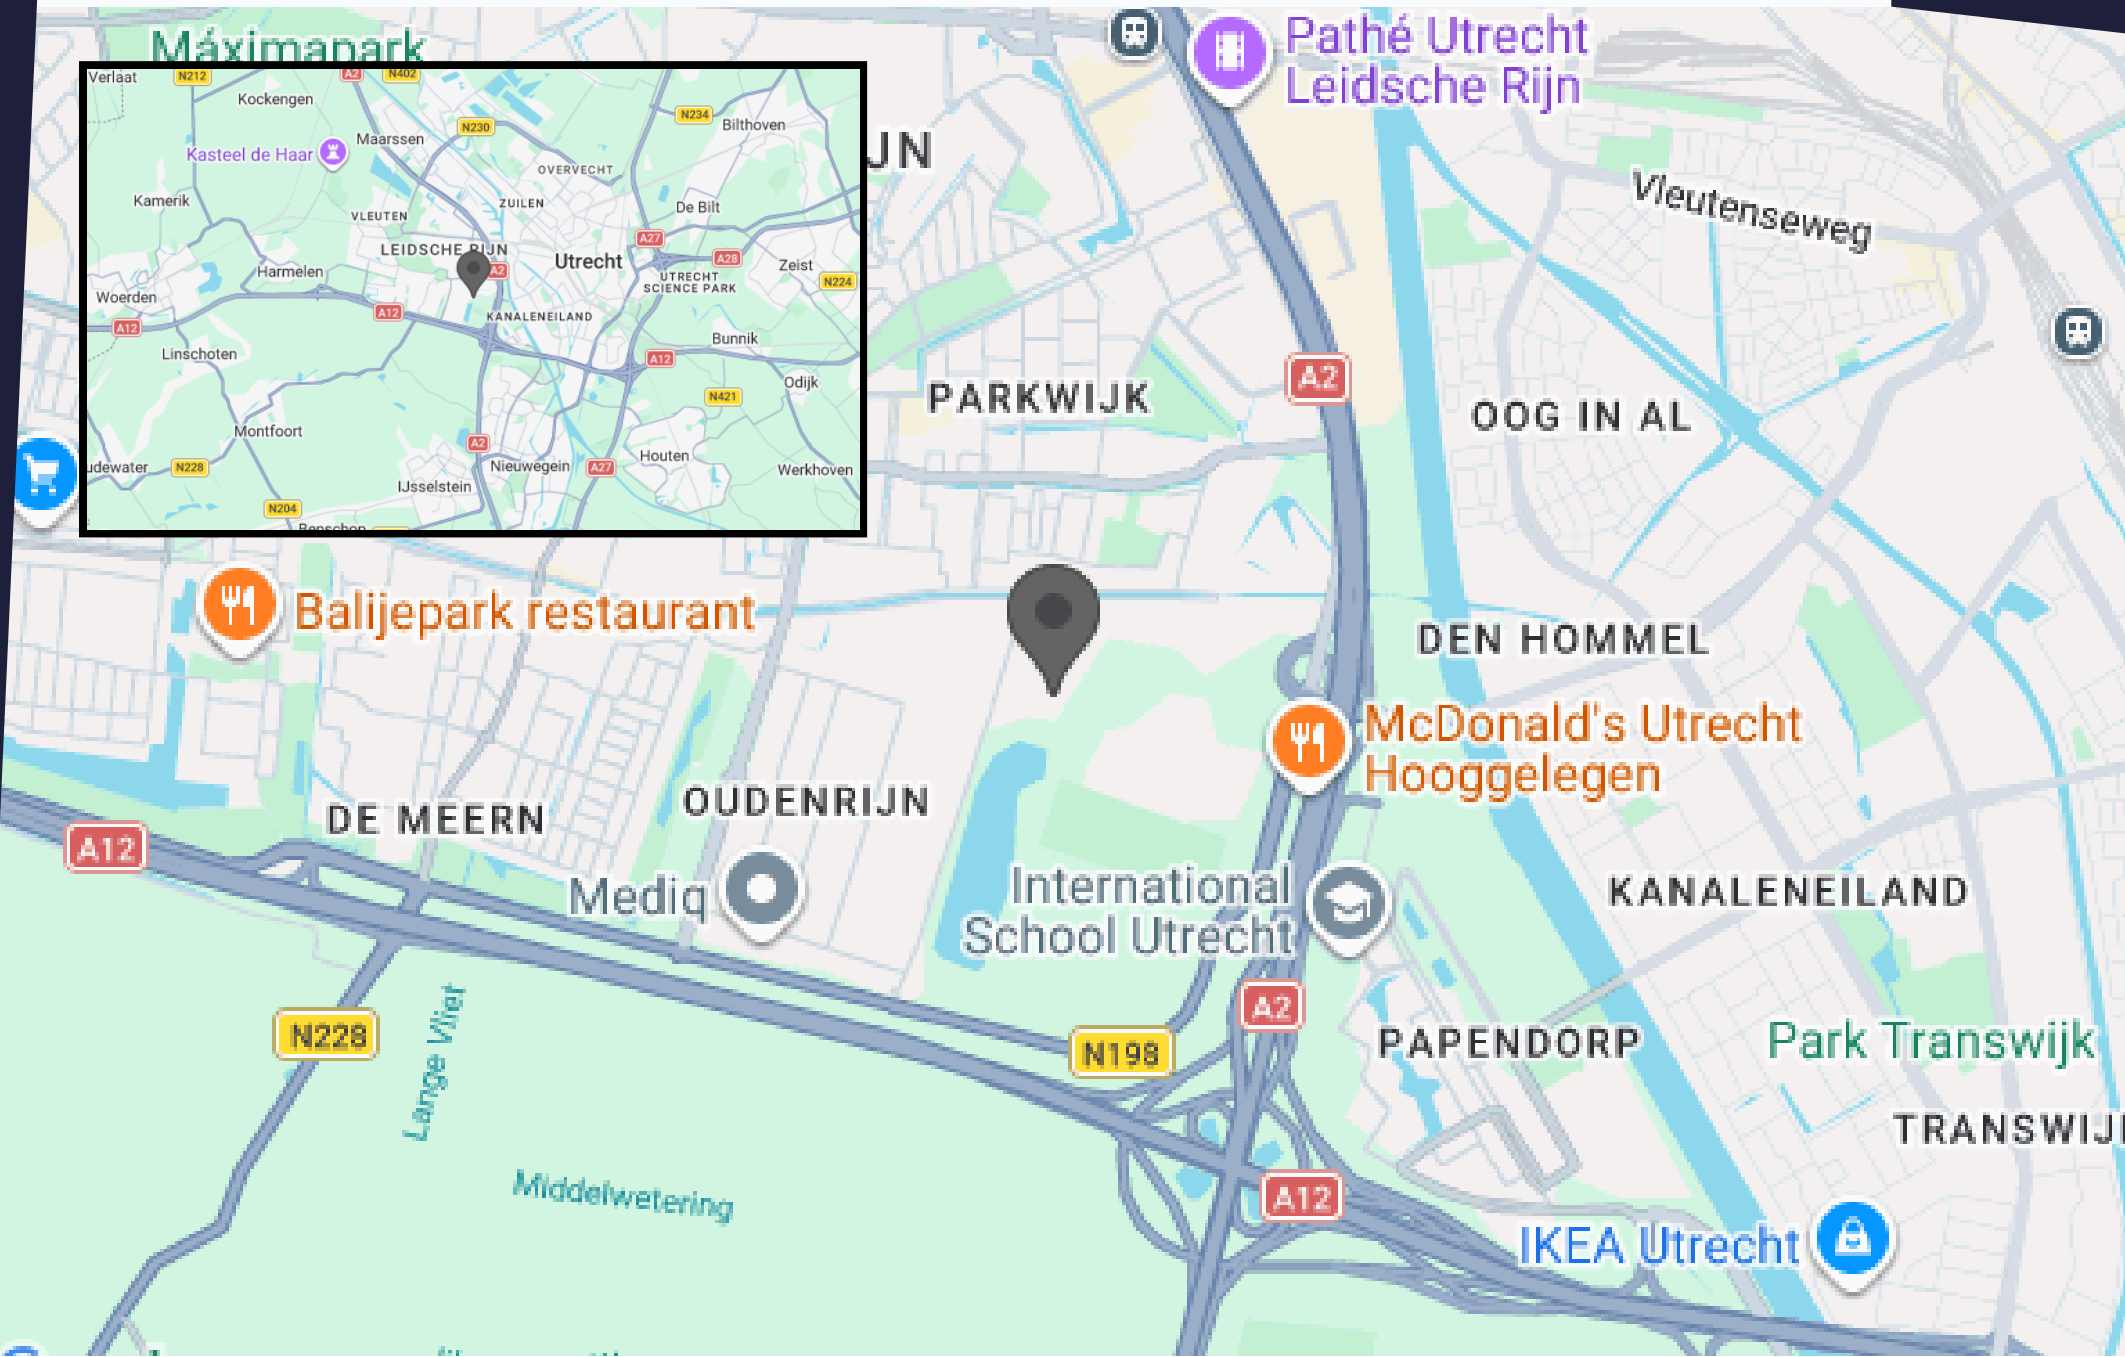 Máximapark
Pathé Utrecht
Leidsche Rijn
Verlaat
N212
A2
N402
Kockengen
N230
N234
Bilthoven
Maarssen
Kasteel de Haar
OVERVECHT
JN
Kamerik
VLEUTEN
ZUILEN
De Bilt
Vleutenseweg
LEIDSCHE RIJN
A27
Utrecht
A28
A2
Harmelen
UTRECHT
SCIENCE PARK
Zeist
N224
Woerden
A12
A12
KANALENEILAND
Linschoten
Bunnik
A12
Odijk
N421
A2
PARKWIJK
OOG IN AL
Montfoort
A2
udewater
N228
Nieuwegein
A27
Houten
Werkhoven
IJsselstein
N204
Benschop
Balijepark restaurant
DEN HOMMEL
McDonald's Utrecht
Hooggelegen
DE MEERN
OUDENRIJN
A12
Mediq
International
School Utrecht
KANALENEILAND
A2
N228
Lange Vliet
N198
PAPENDORP
Park Transwijk
TRANSWIJ
Middelwetering
A12
IKEA Utrecht